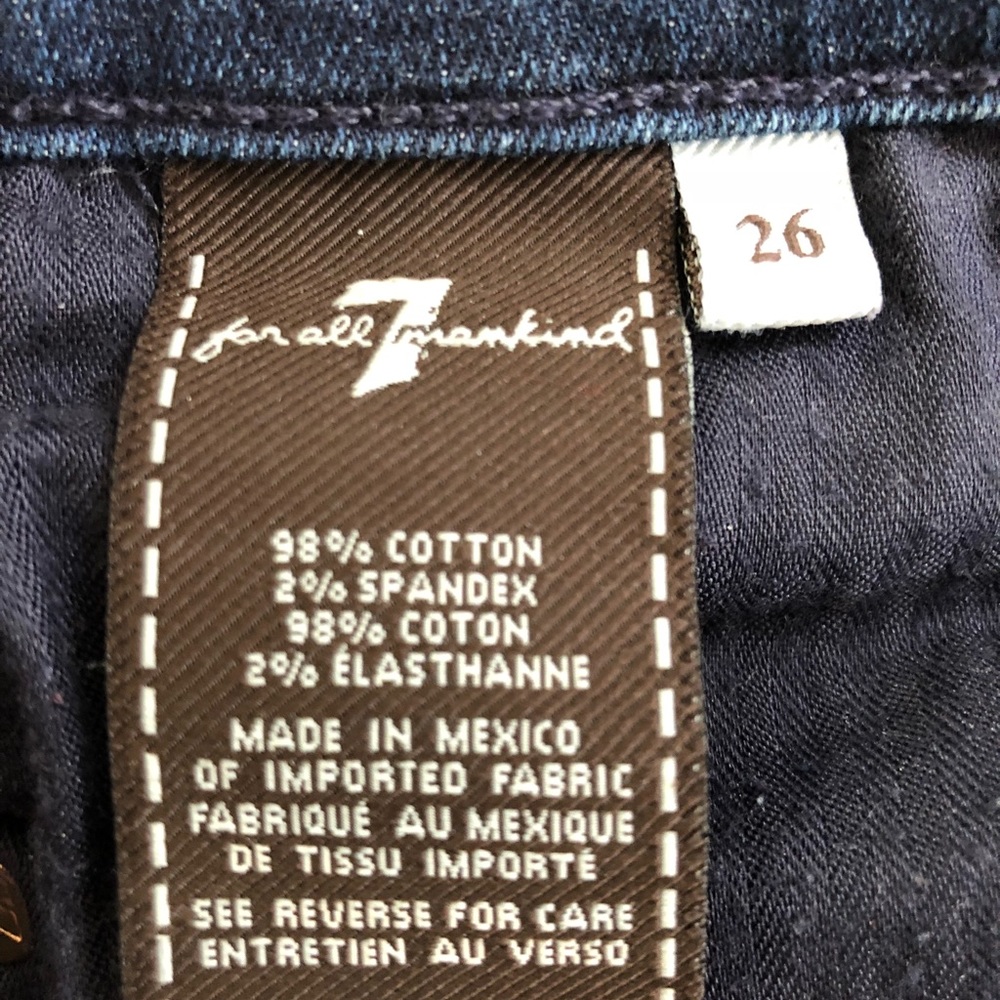 26
for all 7 mankind
98% COTTON
2% SPANDEX
98% COTON
2% ÉLASTHANNE
MADE IN MEXICO
OF IMPORTED FABRIC
FABRIQUÉ AU MEXIQUE
DE TISSU IMPORTÉ
SEE REVERSE FOR CARE
ENTRETIEN AU VERSO